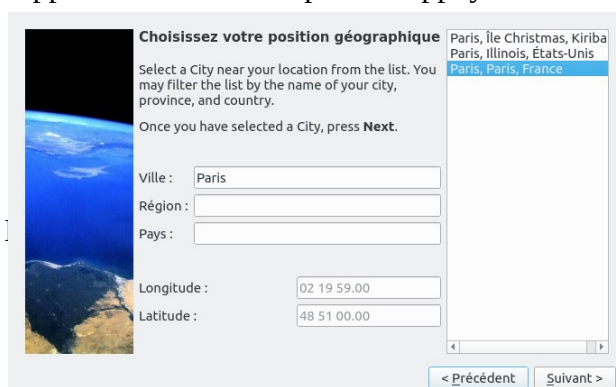 Choisissez votre position géographique
Select a City near your location from the list. You
may filter the list by the name of your city,
province, and country.
Once you have selected a City, press Next.
Ville : Paris
Région :
Pays :
Longitude : 02 19 59.00
Latitude : 48 51 00.00
Paris, Île Christmas, Kiriba
Paris, Illinois, États-Unis
Paris, Paris, France
< Précédent
Suivant >